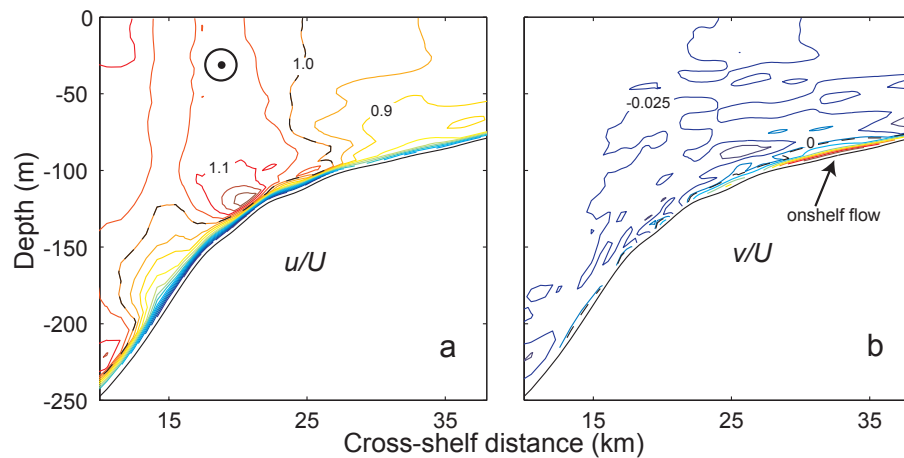 0
-50
-100
-150
-200
-250
Depth (m)
1.0
0.9
1.1
u/U
a
15
25
35
-0.025
0
onshelf flow
v/U
b
15
25
35
Cross-shelf distance (km)